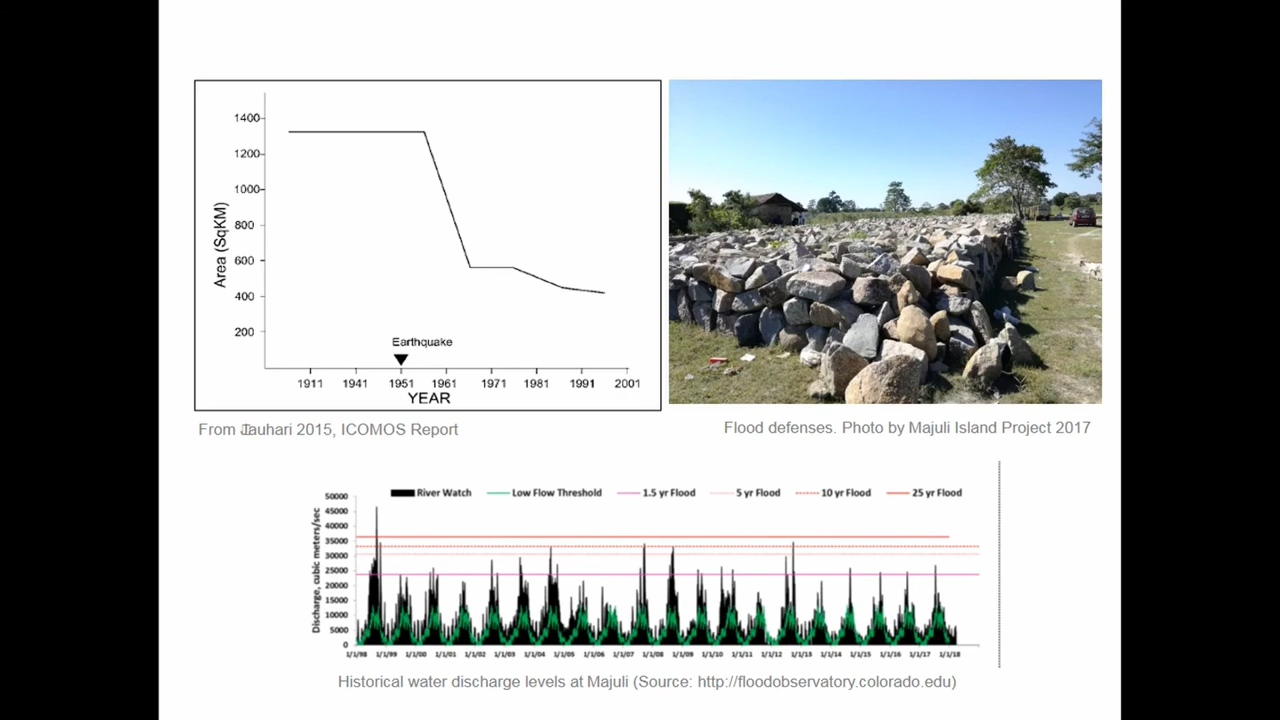 1400
1200
1000
800
600
400
200
Area (SqKM)
Earthquake
1911 1941 1951 1961 1971 1981 1991 2001
YEAR
From Jauhari 2015, ICOMOS Report
Flood defenses. Photo by Majuli Island Project 2017
River Watch Low Flow Threshold 1.5 yr Flood 5 yr Flood 10 yr Flood 25 yr Flood
50000
45000
40000
35000
30000
25000
20000
15000
10000
5000
0
Discharge, cubic meters/sec
1/1/98 1/1/99 1/1/00 1/1/01 1/1/02 1/1/03 1/1/04 1/1/05 1/1/06 1/1/07 1/1/08 1/1/09 1/1/10 1/1/11 1/1/12 1/1/13 1/1/14 1/1/15 1/1/16 1/1/17 1/1/18
Historical water discharge levels at Majuli (Source: http://floodobservatory.colorado.edu)